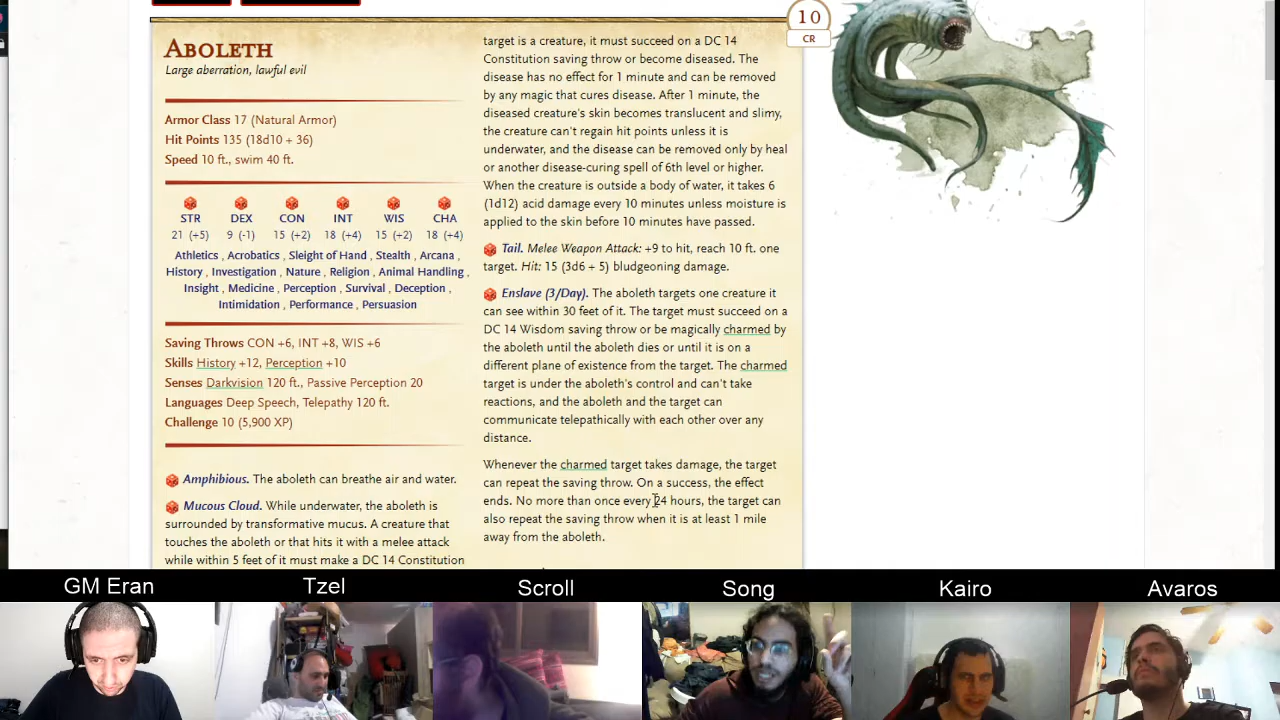 10
CR
Aboleth
Large aberration, lawful evil
Armor Class 17 (Natural Armor)
Hit Points 135 (18d10 + 36)
Speed 10 ft., swim 40 ft.
STR DEX CON INT WIS CHA
21 (+5) 9 (-1) 15 (+2) 18 (+4) 15 (+2) 18 (+4)
Athletics , Acrobatics , Sleight of Hand , Stealth , Arcana ,
History , Investigation , Nature , Religion , Animal Handling ,
Insight , Medicine , Perception , Survival , Deception ,
Intimidation , Performance , Persuasion
Saving Throws CON +6, INT +8, WIS +6
Skills History +12, Perception +10
Senses Darkvision 120 ft., Passive Perception 20
Languages Deep Speech, Telepathy 120 ft.
Challenge 10 (5,900 XP)
Amphibious. The aboleth can breathe air and water.
Mucous Cloud. While underwater, the aboleth is
surrounded by transformative mucus. A creature that
touches the aboleth or that hits it with a melee attack
while within 5 feet of it must make a DC 14 Constitution
target is a creature, it must succeed on a DC 14
Constitution saving throw or become diseased. The
disease has no effect for 1 minute and can be removed
by any magic that cures disease. After 1 minute, the
diseased creature's skin becomes translucent and slimy,
the creature can't regain hit points unless it is
underwater, and the disease can be removed only by heal
or another disease-curing spell of 6th level or higher.
When the creature is outside a body of water, it takes 6
(1d12) acid damage every 10 minutes unless moisture is
applied to the skin before 10 minutes have passed.
Tail. Melee Weapon Attack: +9 to hit, reach 10 ft. one
target. Hit: 15 (3d6 + 5) bludgeoning damage.
Enslave (3/Day). The aboleth targets one creature it
can see within 30 feet of it. The target must succeed on a
DC 14 Wisdom saving throw or be magically charmed by
the aboleth until the aboleth dies or until it is on a
different plane of existence from the target. The charmed
target is under the aboleth's control and can't take
reactions, and the aboleth and the target can
communicate telepathically with each other over any
distance.
Whenever the charmed target takes damage, the target
can repeat the saving throw. On a success, the effect
ends. No more than once every 24 hours, the target can
also repeat the saving throw when it is at least 1 mile
away from the aboleth.
GM Eran Tzel Scroll Song Kairo Avaros